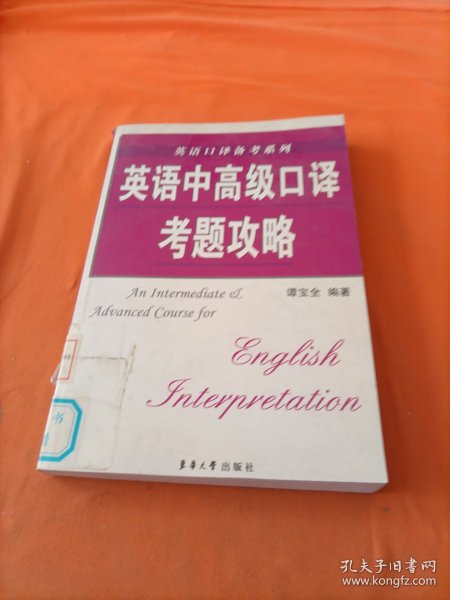 英语口译备考系列
英语中高级口译
考题攻略
An Intermediate &
Advanced Course for
谭宝全 编著
English
Interpretation
东华大学出版社
书
孔夫子旧书网
www.kongfz.com